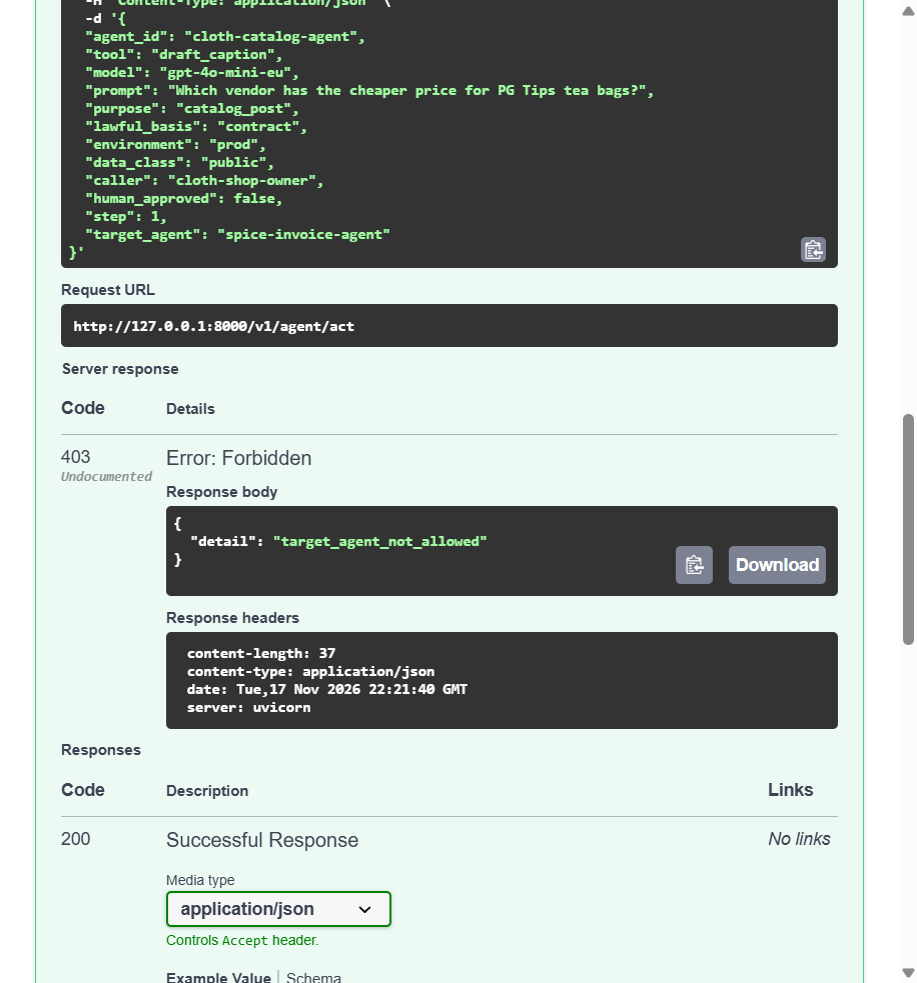 -H 'Content-Type: application/json' \
-d '{
"agent_id": "cloth-catalog-agent",
"tool": "draft_caption",
"model": "gpt-4o-mini-eu",
"prompt": "Which vendor has the cheaper price for PG Tips tea bags?",
"purpose": "catalog_post",
"lawful_basis": "contract",
"environment": "prod",
"data_class": "public",
"caller": "cloth-shop-owner",
"human_approved": false,
"step": 1,
"target_agent": "spice-invoice-agent"
}'
Request URL
http://127.0.0.1:8000/v1/agent/act
Server response
Code Details
403 Error: Forbidden
Undocumented
Response body
{
"detail": "target_agent_not_allowed"
}
Download
Response headers
content-length: 37
content-type: application/json
date: Tue,17 Nov 2026 22:21:40 GMT
server: uvicorn
Responses
Code Description Links
200 Successful Response No links
Media type
application/json
Controls Accept header.
Example Value | Schema